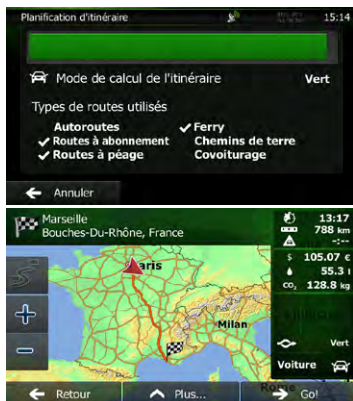 Planification d'itinéraire
15:14
Mode de calcul de l'itinéraire Vert
Types de routes utilisés
Autoroutes ✓ Ferry
✓ Routes à abonnement Chemins de terre
✓ Routes à péage Covoiturage
Annuler
Marseille
Bouches-Du-Rhône, France
13:17
788 km
-:--
$ 105.07 €
55.3 l
CO₂ 128.8 kg
aris
Milan
Vert
Voiture
Rome
Retour Plus... Go!